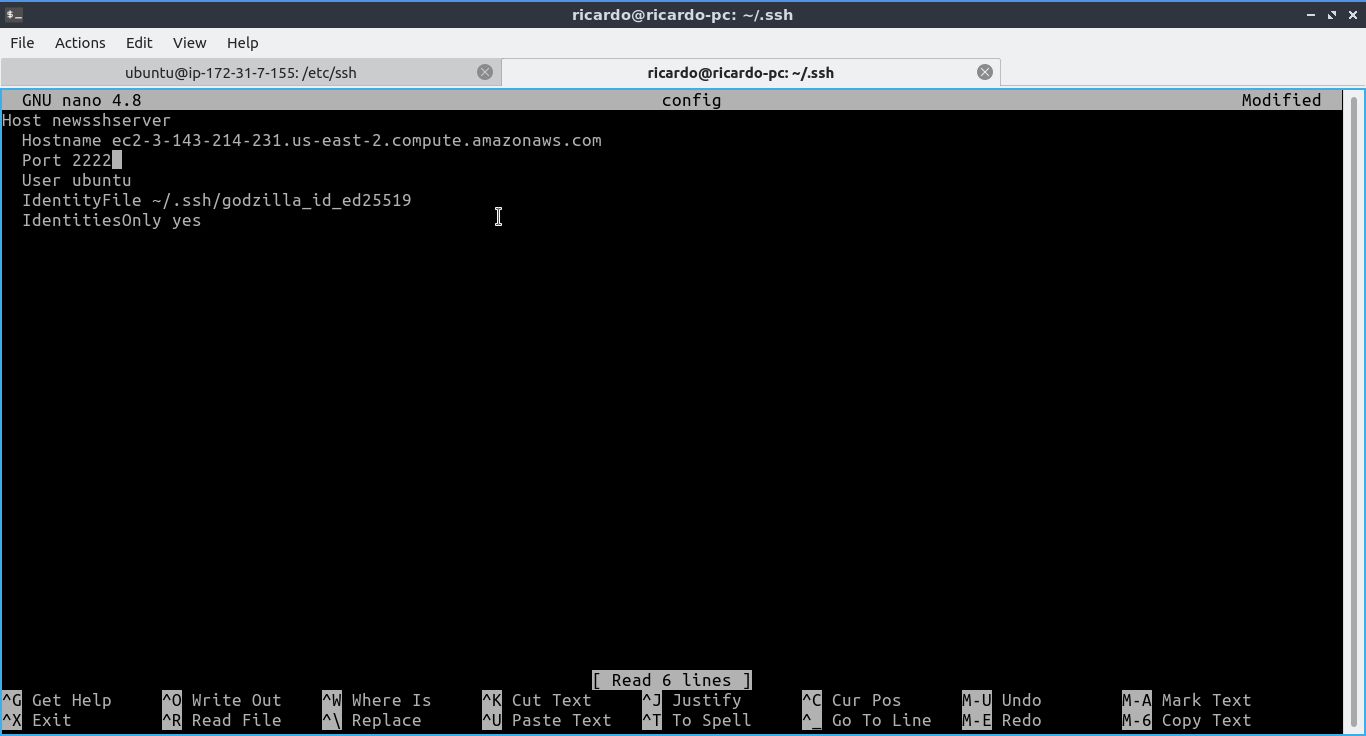 ricardo@ricardo-pc: ~/.ssh
File Actions Edit View Help
ubuntu@ip-172-31-7-155: /etc/ssh ricardo@ricardo-pc: ~/.ssh
GNU nano 4.8 config Modified
Host newsshserver
  Hostname ec2-3-143-214-231.us-east-2.compute.amazonaws.com
  Port 2222
  User ubuntu
  IdentityFile ~/.ssh/godzilla_id_ed25519
  IdentitiesOnly yes
[ Read 6 lines ]
^G Get Help ^O Write Out ^W Where Is ^K Cut Text ^J Justify ^C Cur Pos M-U Undo M-A Mark Text
^X Exit ^R Read File ^\ Replace ^U Paste Text ^T To Spell ^_ Go To Line M-E Redo M-6 Copy Text